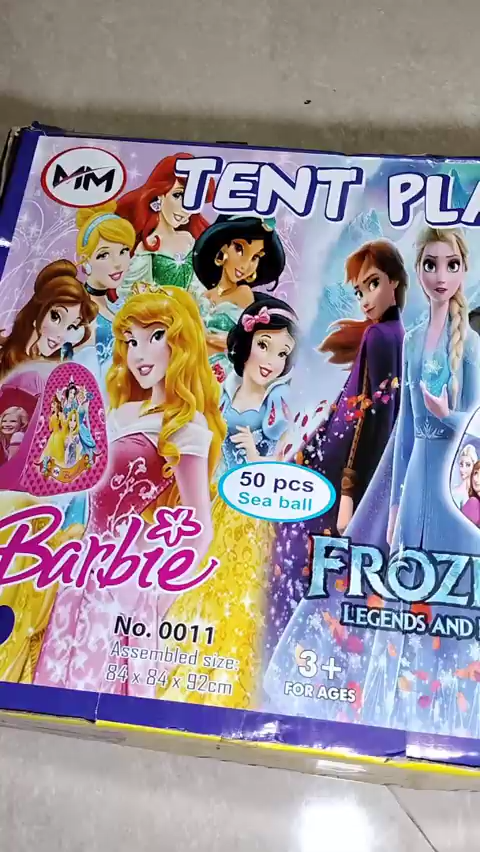 MM
TENT PLA
50 pcs
Sea ball
Barbie
FROZ
LEGENDS AND
No. 0011
Assembled size:
84 x 84 x 92cm
3+
FOR AGES